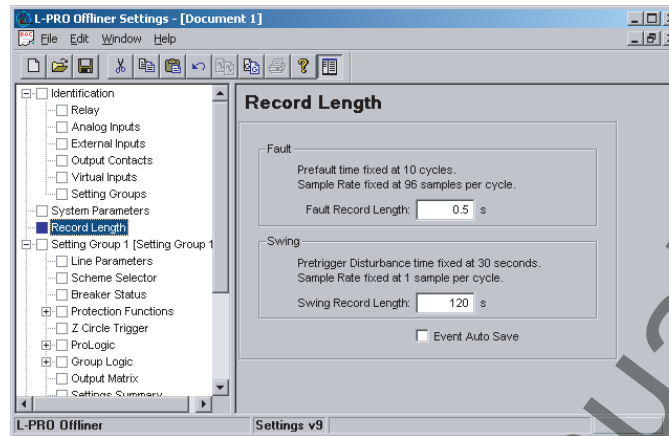 L-PRO Offliner Settings - [Document 1]
File Edit Window Help
Identification
Relay
Analog Inputs
External Inputs
Output Contacts
Virtual Inputs
Setting Groups
System Parameters
Record Length
Setting Group 1 [Setting Group 1
Line Parameters
Scheme Selector
Breaker Status
Protection Functions
Z Circle Trigger
ProLogic
Group Logic
Output Matrix
Settings Summary
Record Length
Fault
Prefault time fixed at 10 cycles.
Sample Rate fixed at 96 samples per cycle.
Fault Record Length: 0.5 s
Swing
Pretrigger Disturbance time fixed at 30 seconds.
Sample Rate fixed at 1 sample per cycle.
Swing Record Length: 120 s
Event Auto Save
L-PRO Offliner Settings v9